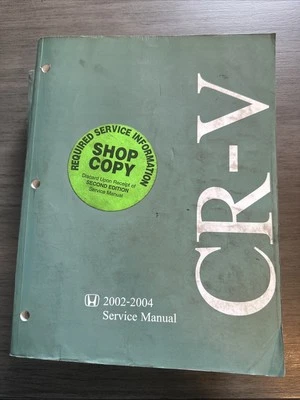 REQUIRED SERVICE INFORMATION
SHOP
COPY
Discard Upon Receipt of
SECOND EDITION
Service Manual
CR-V
2002-2004
Service Manual